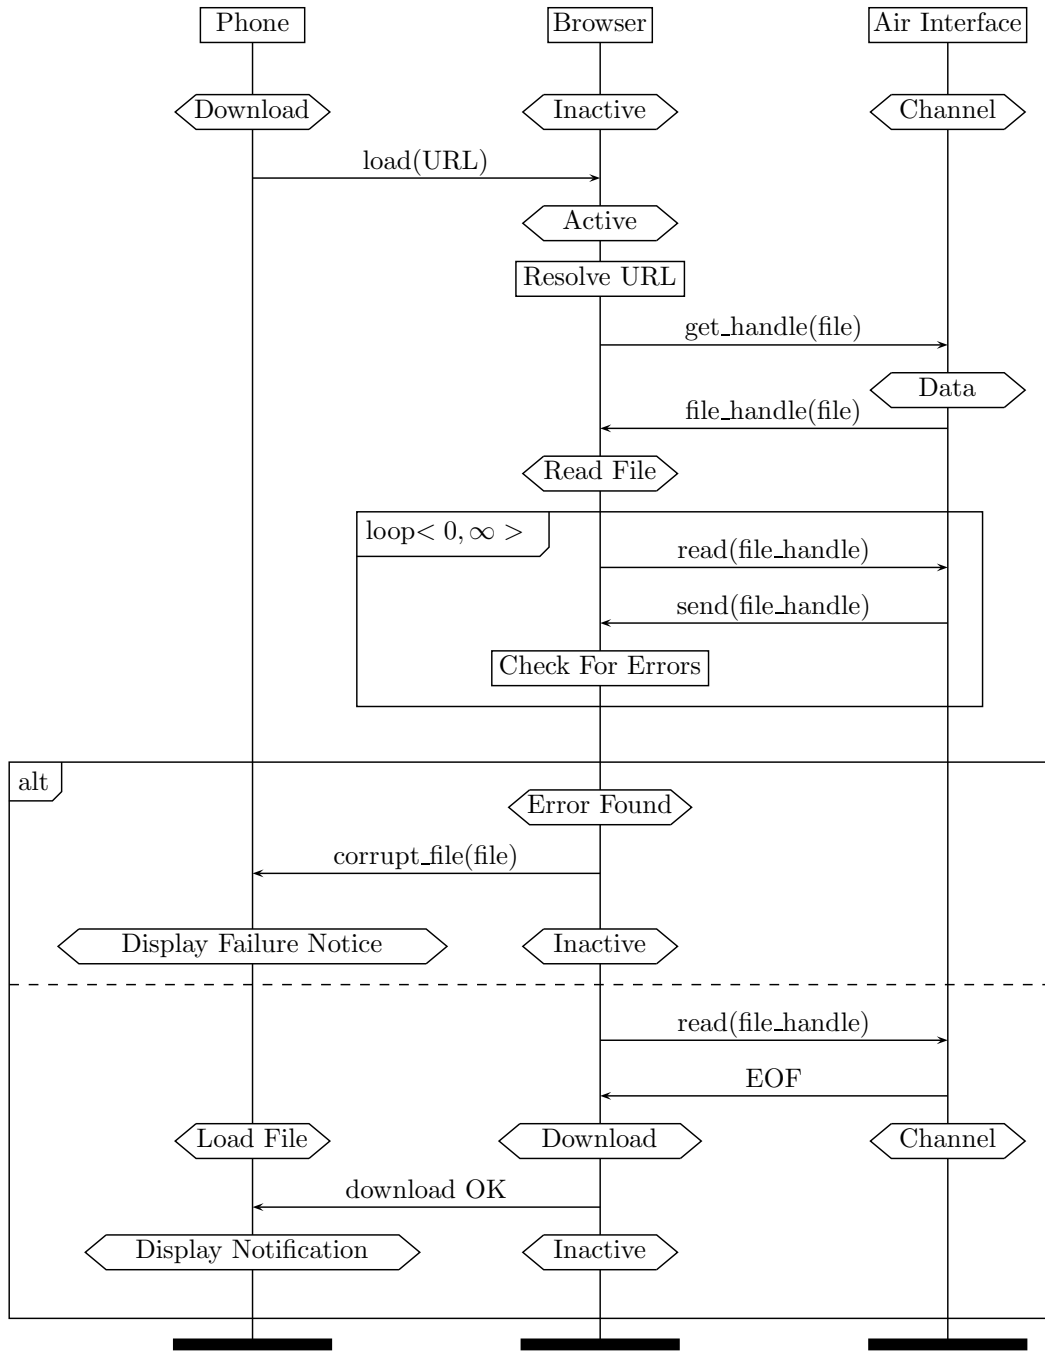 Phone
Browser
Air Interface
Download
Inactive
Channel
load(URL)
Active
Resolve URL
get_handle(file)
Data
file_handle(file)
Read File
loop< 0, ∞ >
read(file_handle)
send(file_handle)
Check For Errors
alt
Error Found
corrupt_file(file)
Display Failure Notice
Inactive
read(file_handle)
EOF
Load File
Download
Channel
download OK
Display Notification
Inactive